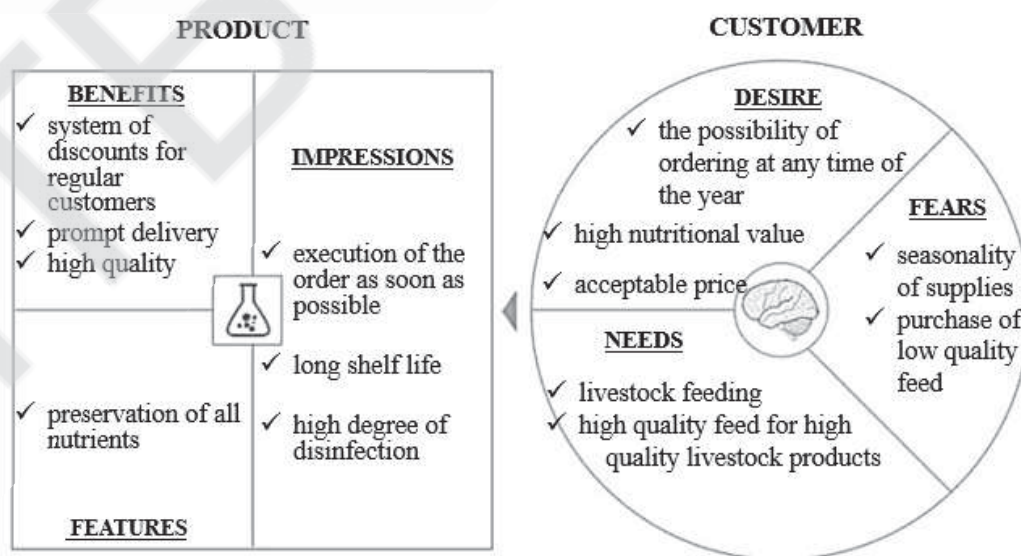 PRODUCT
BENEFITS
✓ system of
discounts for
regular
customers
✓ prompt delivery
✓ high quality
IMPRESSIONS
✓ execution of the
order as soon as
possible
✓ long shelf life
✓ high degree of
disinfection
✓ preservation of all
nutrients
FEATURES
CUSTOMER
DESIRE
✓ the possibility of
ordering at any time of
the year
✓ high nutritional value
✓ acceptable price
FEARS
✓ seasonality
of supplies
✓ purchase of
low quality
feed
NEEDS
✓ livestock feeding
✓ high quality feed for high
quality livestock products